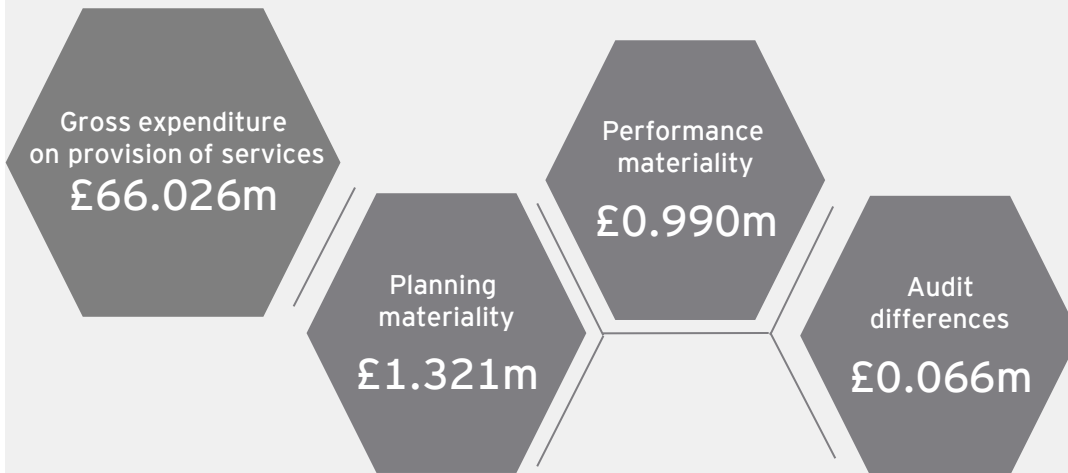 Gross expenditure
on provision of services
£66.026m
Planning
materiality
£1.321m
Performance
materiality
£0.990m
Audit
differences
£0.066m